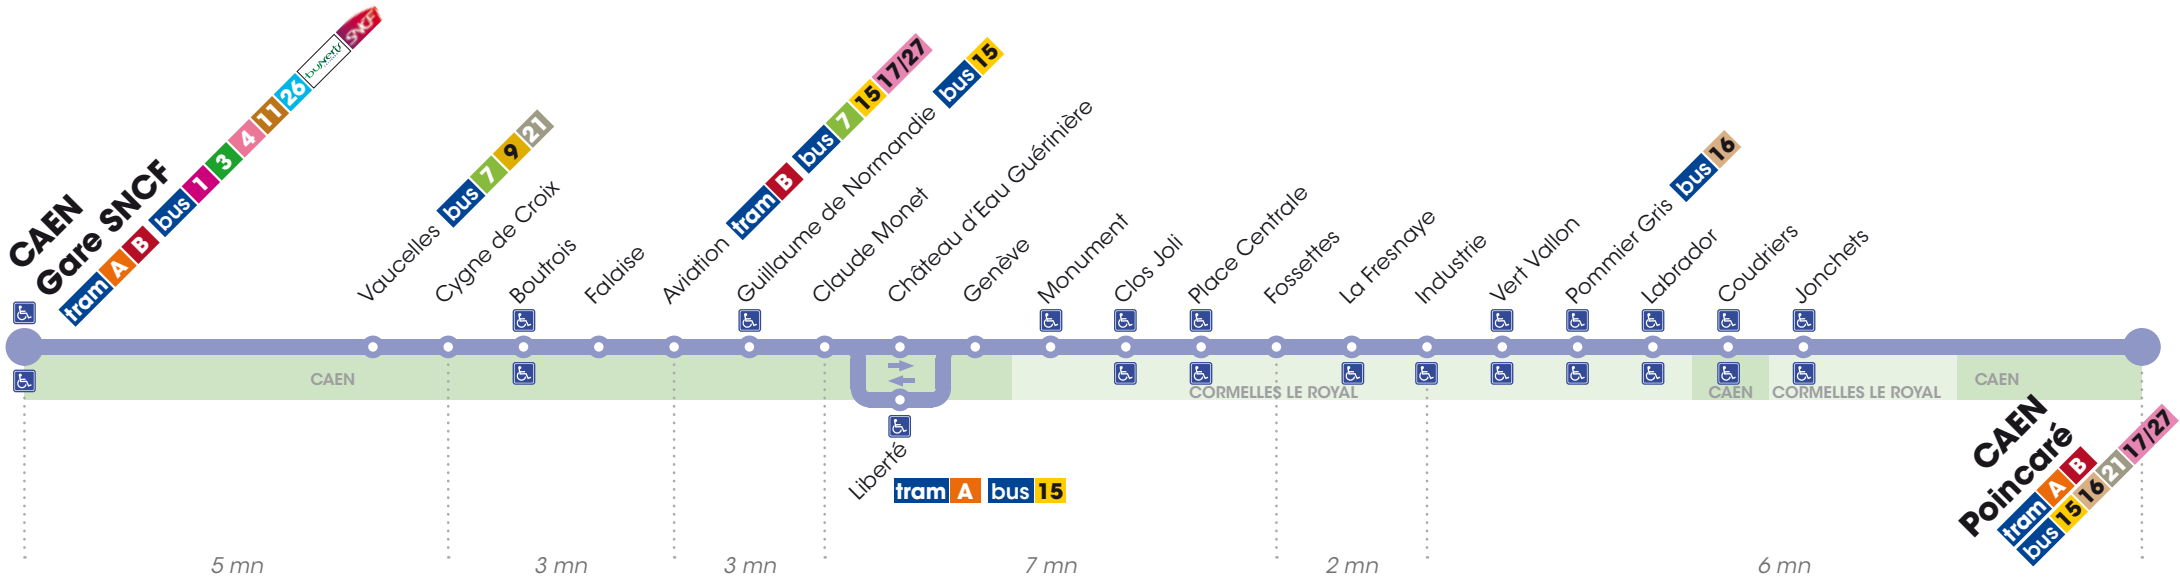 CAEN
Gare SNCF
tram A B bus 1 3 4 11 26 busVerts SNCF
Vaucelles bus 7 9 21
Cygne de Croix
Boutrois
Falaise
Aviation tram B bus 7 15 17/27
Guillaume de Normandie bus 15
Claude Monet
Château d'Eau Guérinière
Genève
Monument
Clos Joli
Place Centrale
Fossettes
La Fresnaye
Industrie
Vert Vallon
Pommier Gris bus 16
Labrador
Coudriers
Jonchets
CAEN
CORMELLES LE ROYAL
CAEN
CORMELLES LE ROYAL
CAEN
Liberté
tram A bus 15
CAEN
Poincaré
tram A B
bus 15 16 21 17/27
5 mn
3 mn
3 mn
7 mn
2 mn
6 mn